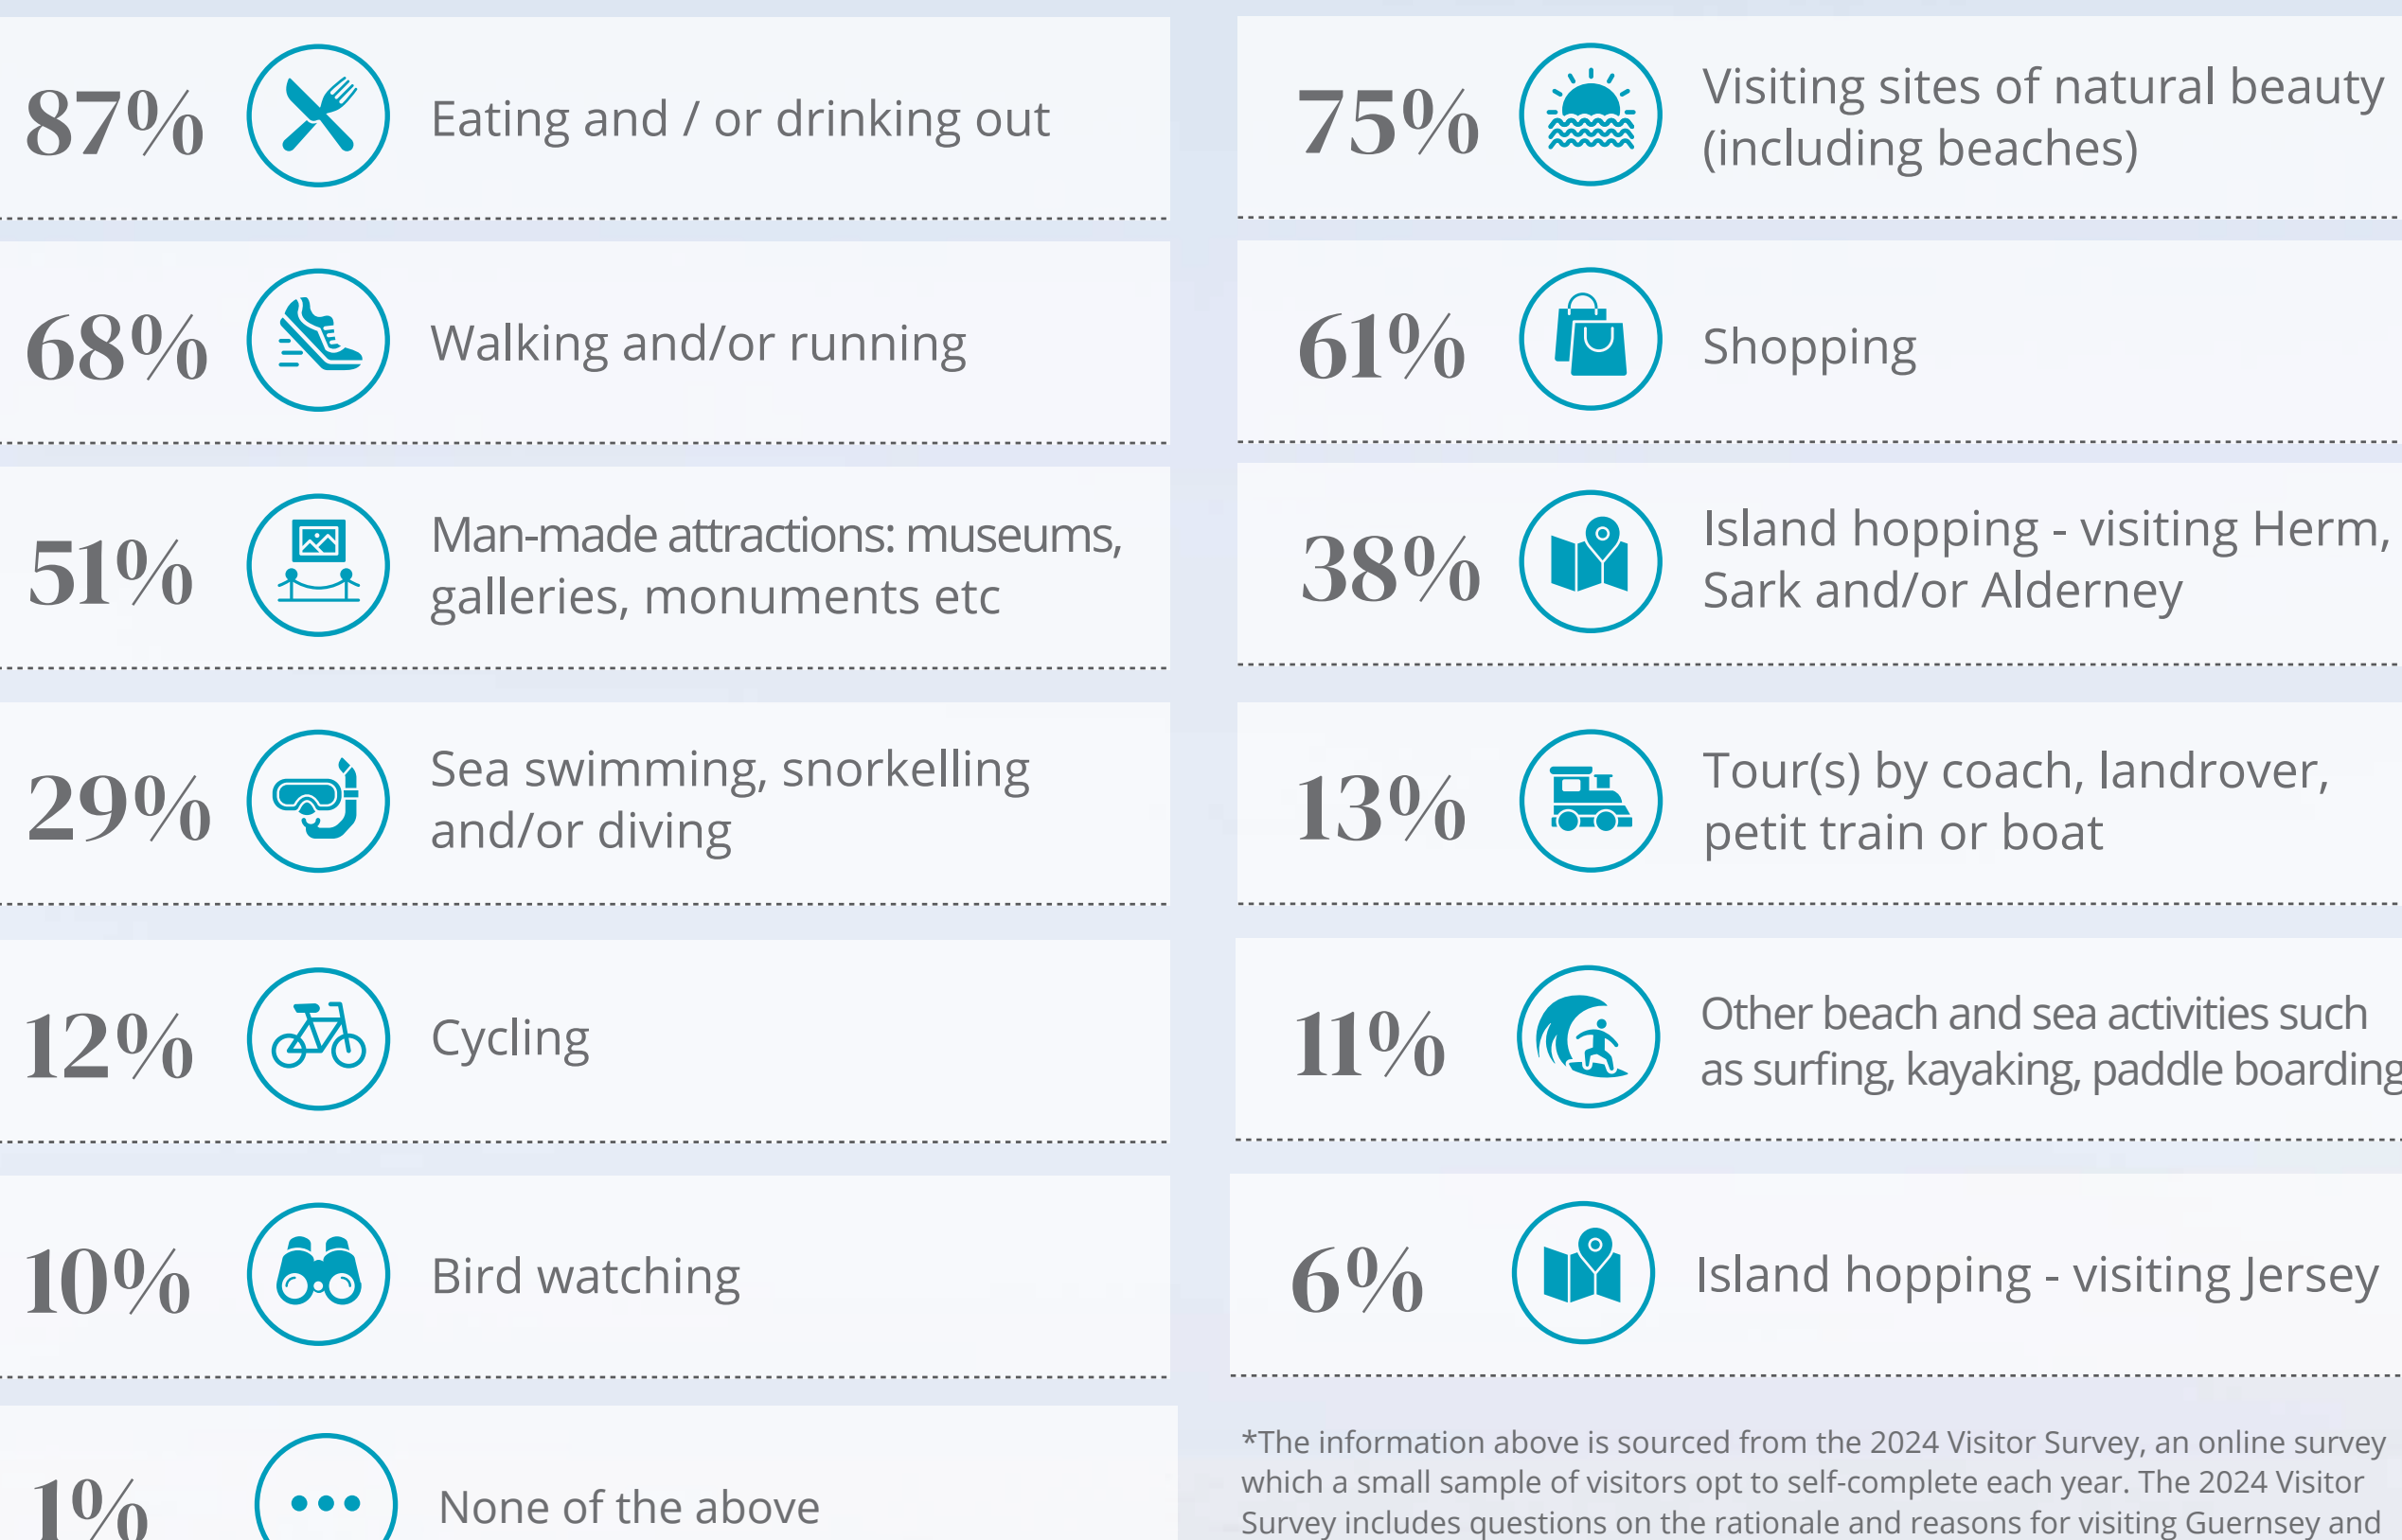 87%
Eating and / or drinking out
75%
Visiting sites of natural beauty
(including beaches)
68%
Walking and/or running
61%
Shopping
51%
Man-made attractions: museums,
galleries, monuments etc
38%
Island hopping - visiting Herm,
Sark and/or Alderney
29%
Sea swimming, snorkelling
and/or diving
13%
Tour(s) by coach, landrover,
petit train or boat
12%
Cycling
11%
Other beach and sea activities such
as surfing, kayaking, paddle boarding
10%
Bird watching
6%
Island hopping - visiting Jersey
1%
None of the above
*The information above is sourced from the 2024 Visitor Survey, an online survey
which a small sample of visitors opt to self-complete each year. The 2024 Visitor
Survey includes questions on the rationale and reasons for visiting Guernsey and